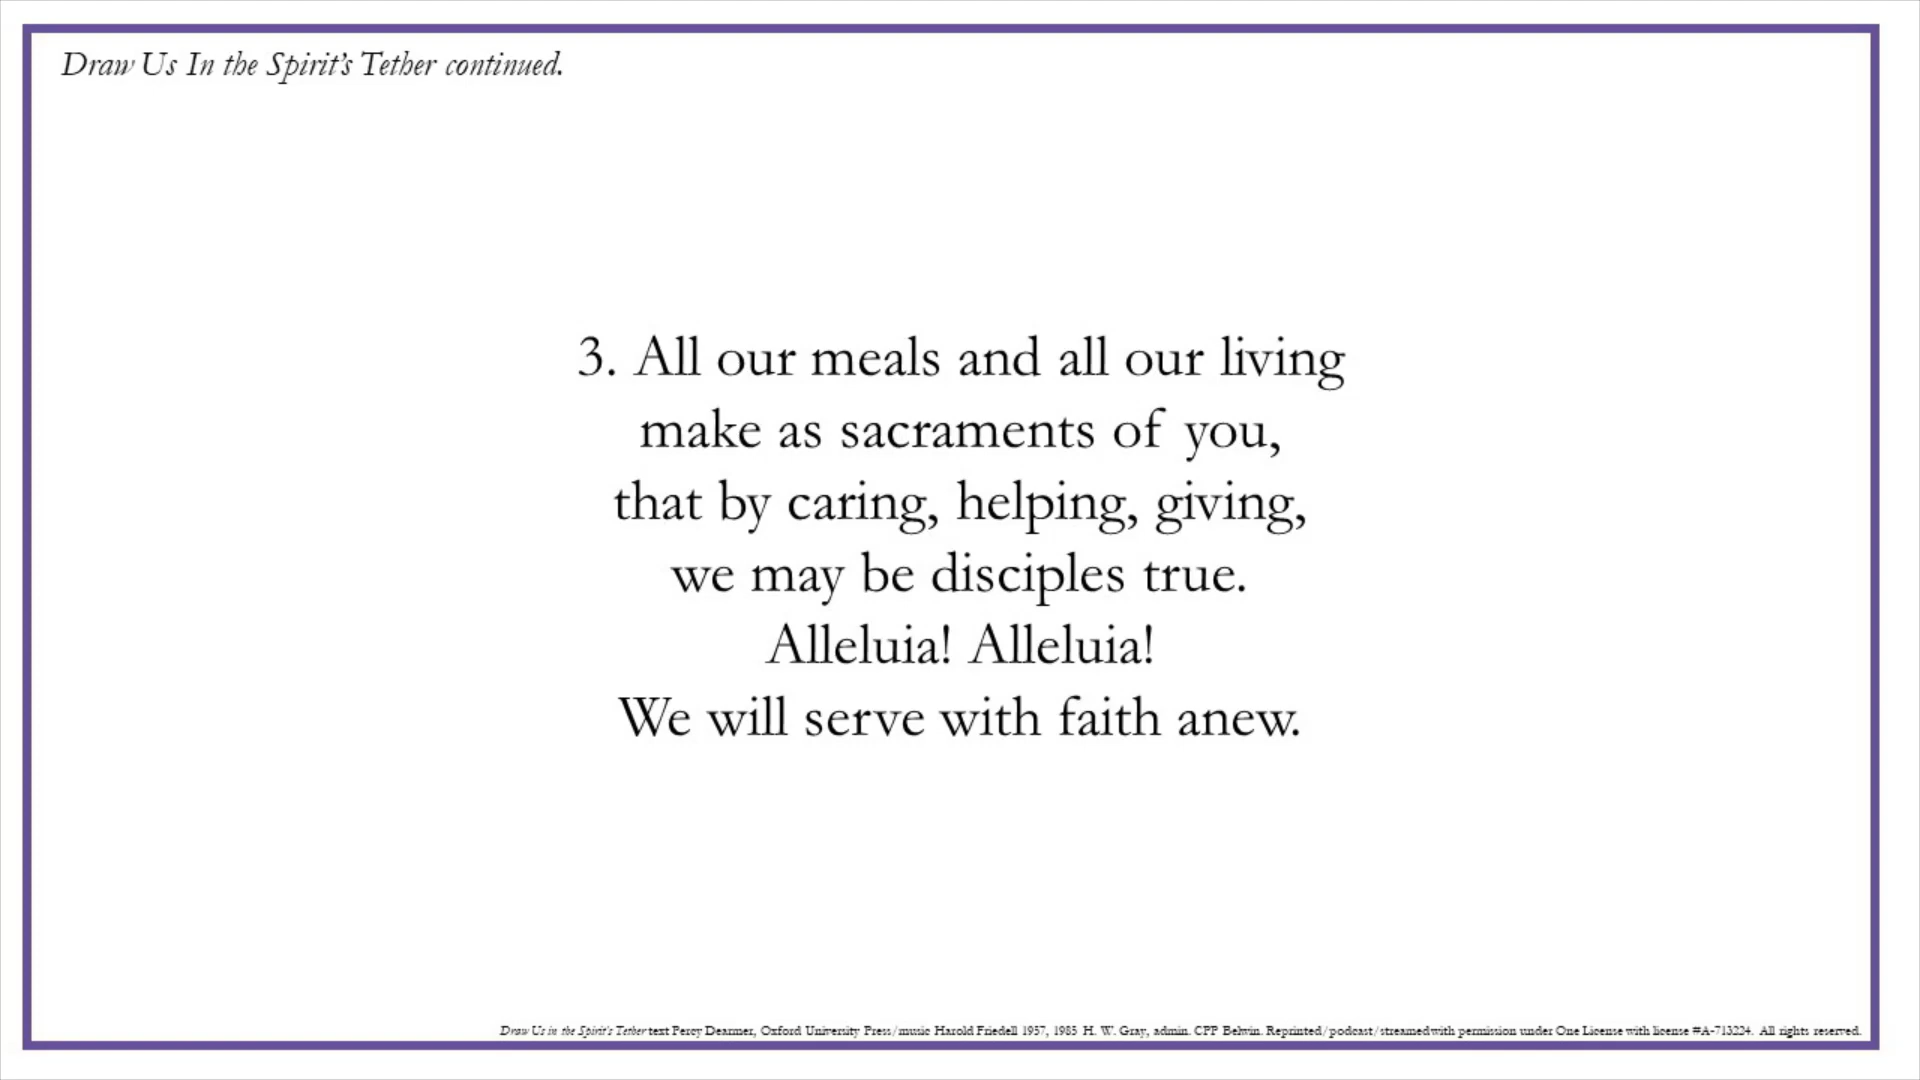 Draw Us In the Spirit's Tether continued.
3. All our meals and all our living
make as sacraments of you,
that by caring, helping, giving,
we may be disciples true.
Alleluia! Alleluia!
We will serve with faith anew.
Draw Us in the Spirit's Tether text Percy Dearmer, Oxford University Press/music Harold Friedell 1957, 1985 H. W. Gray, admin. CPP Belwin. Reprinted/podcast/streamed with permission under One License with license #A-713224. All rights reserved.